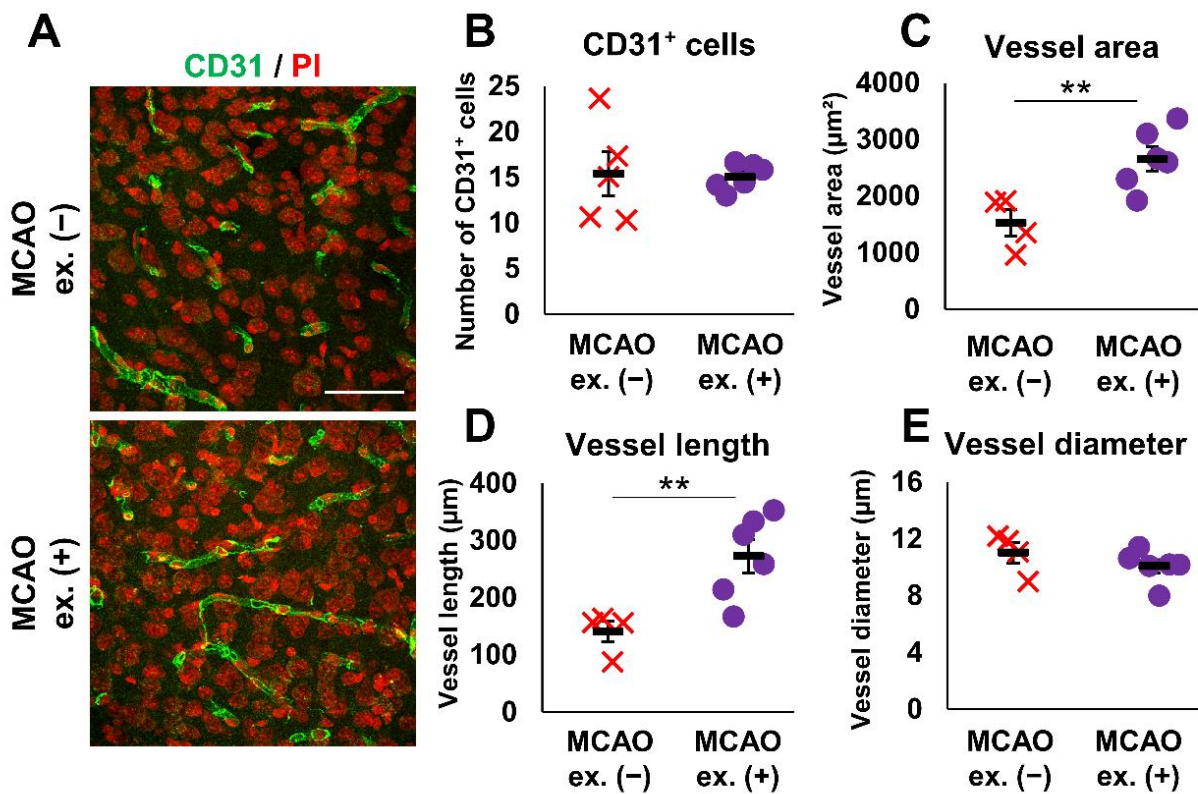 A
CD31 / PI
MCAO
ex. (−)
MCAO
ex. (+)
B
CD31⁺ cells
Number of CD31⁺ cells
25
20
15
10
5
0
MCAO
ex. (−)
MCAO
ex. (+)
C
Vessel area
Vessel area (µm²)
4000
3000
2000
1000
0
**
MCAO
ex. (−)
MCAO
ex. (+)
D
Vessel length
Vessel length (µm)
400
300
200
100
0
**
MCAO
ex. (−)
MCAO
ex. (+)
E
Vessel diameter
Vessel diameter (µm)
16
12
8
4
0
MCAO
ex. (−)
MCAO
ex. (+)